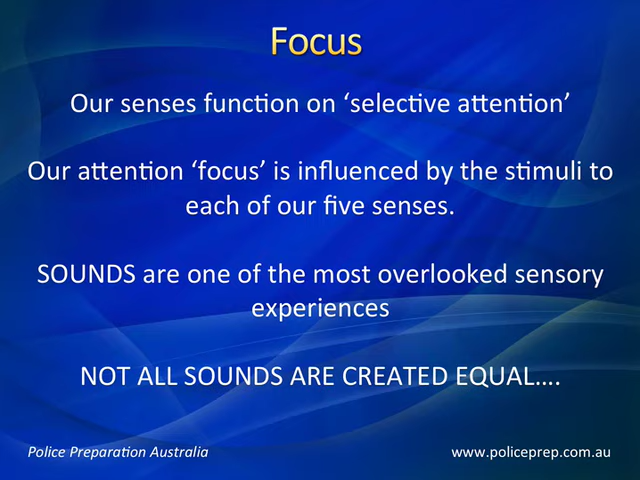 Focus
Our senses function on ‘selective attention’
Our attention ‘focus’ is influenced by the stimuli to
each of our five senses.
SOUNDS are one of the most overlooked sensory
experiences
NOT ALL SOUNDS ARE CREATED EQUAL....
Police Preparation Australia
www.policeprep.com.au